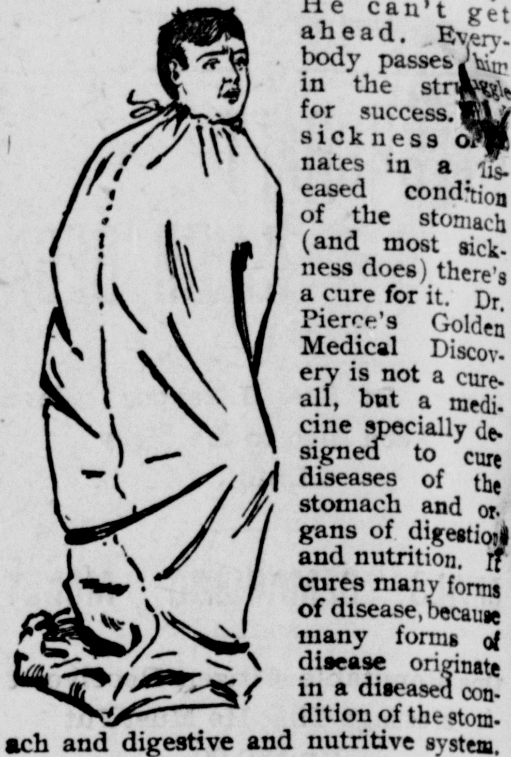 He can't get
ahead. Every-
body passes him
in the struggle
for success.
sickness
nates in a dis-
eased condition
of the stomach
(and most sick-
ness does) there's
a cure for it. Dr.
Pierce's Golden
Medical Discov-
ery is not a cure-
all, but a medi-
cine specially de-
signed to cure
diseases of the
stomach and or-
gans of digestion
and nutrition. It
cures many forms
of disease, because
many forms of
disease originate
in a diseased con-
dition of the stom-
ach and digestive and nutritive system.